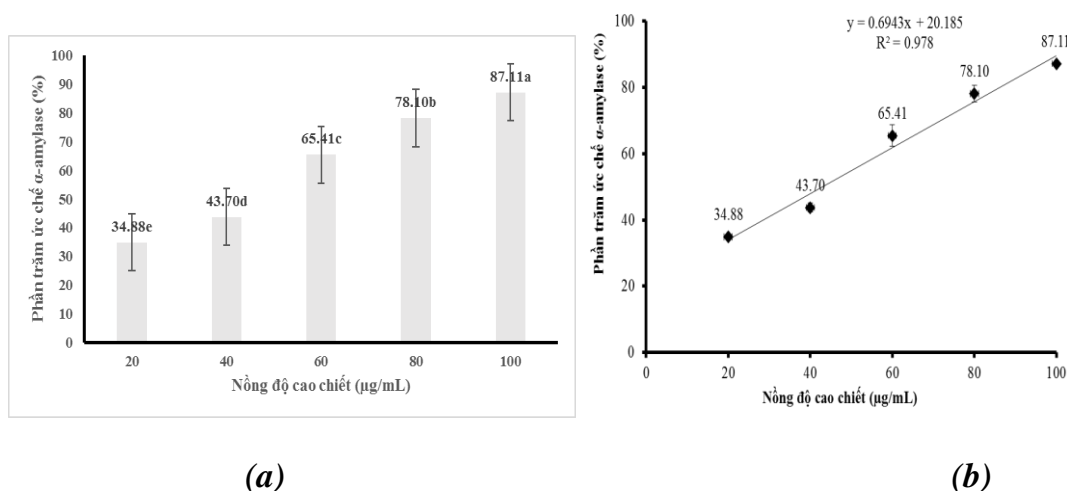 Phần trăm ức chế α-amylase (%)
100
90
80
70
60
50
40
30
20
10
0
34.88e
43.70d
65.41c
78.10b
87.11a
20
40
60
80
100
Nồng độ cao chiết (µg/mL)
(a)
Phần trăm ức chế α-amylase (%)
y = 0.6943x + 20.185
R² = 0.978
100
80
60
40
20
0
34.88
43.70
65.41
78.10
87.11
0
20
40
60
80
100
Nồng độ cao chiết (µg/mL)
(b)